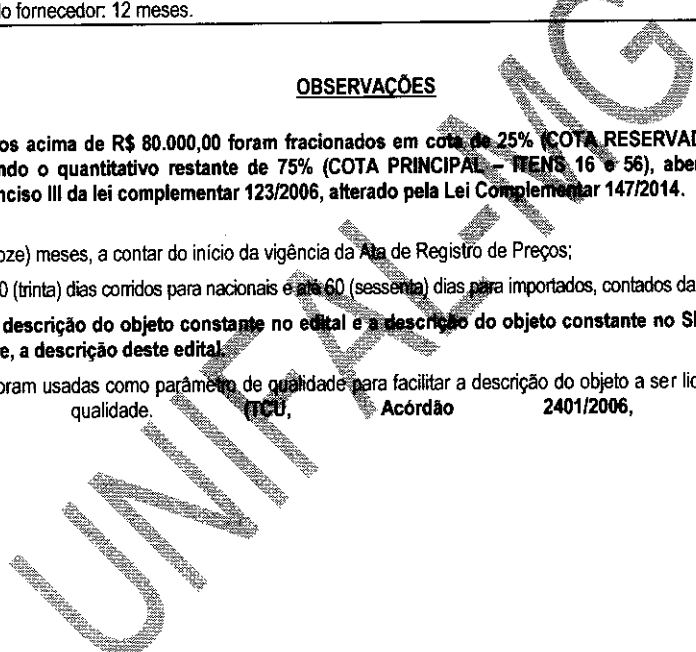 lo fornecedor: 12 meses.
OBSERVAÇÕES
os acima de R$ 80.000,00 foram fracionados em cota de 25% (COTA RESERVAD
ndo o quantitativo restante de 75% (COTA PRINCIPAL – ITENS 16 e 56), aber
nciso III da lei complementar 123/2006, alterado pela Lei Complementar 147/2014.
oze) meses, a contar do início da vigência da Ata de Registro de Preços;
0 (trinta) dias corridos para nacionais e até 60 (sessenta) dias para importados, contados da
descrição do objeto constante no edital e a descrição do objeto constante no SI
e, a descrição deste edital.
oram usadas como parâmetro de qualidade para facilitar a descrição do objeto a ser lic
qualidade. (TCU, Acórdão 2401/2006,
UNIFAL-MG